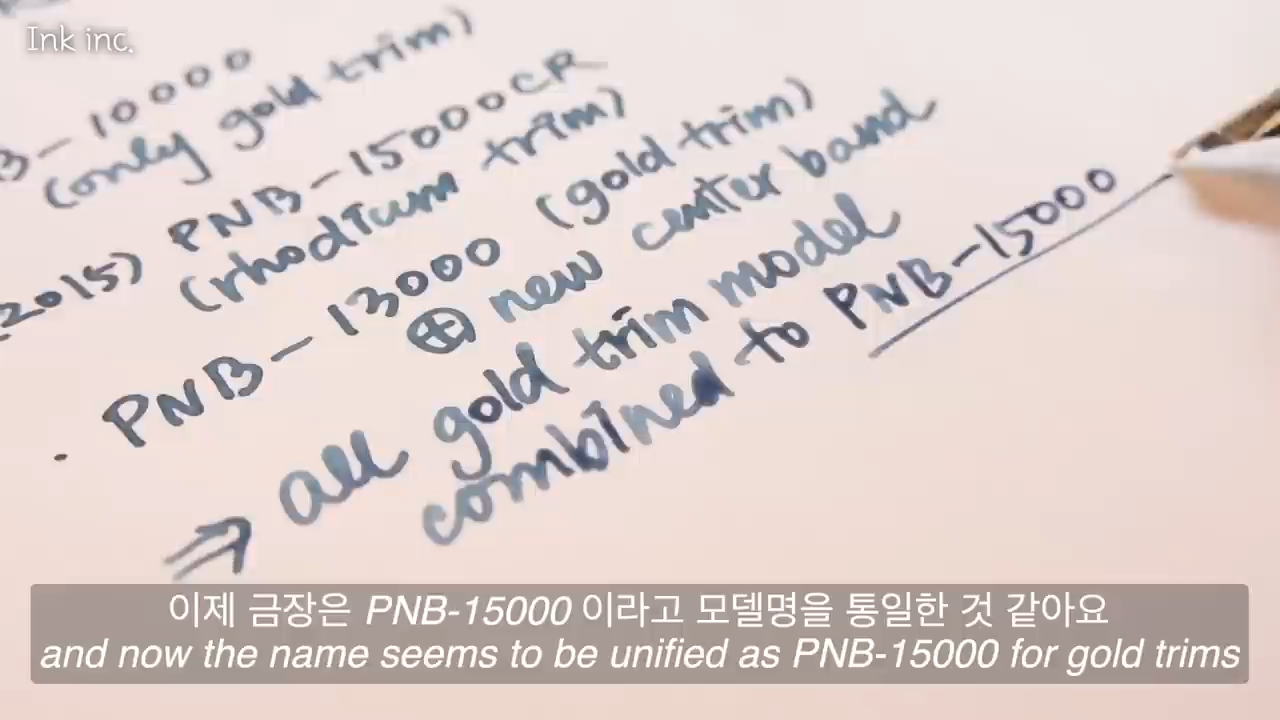 Ink inc.
B-10000
(only gold trim)
2015) PNB-15000CR
(rhodium trim)
· PNB-13000 (gold trim)
⊕ new center band
⇒ all gold trim model
combined to PNB-15000
이제 금장은 PNB-15000 이라고 모델명을 통일한 것 같아요
and now the name seems to be unified as PNB-15000 for gold trims